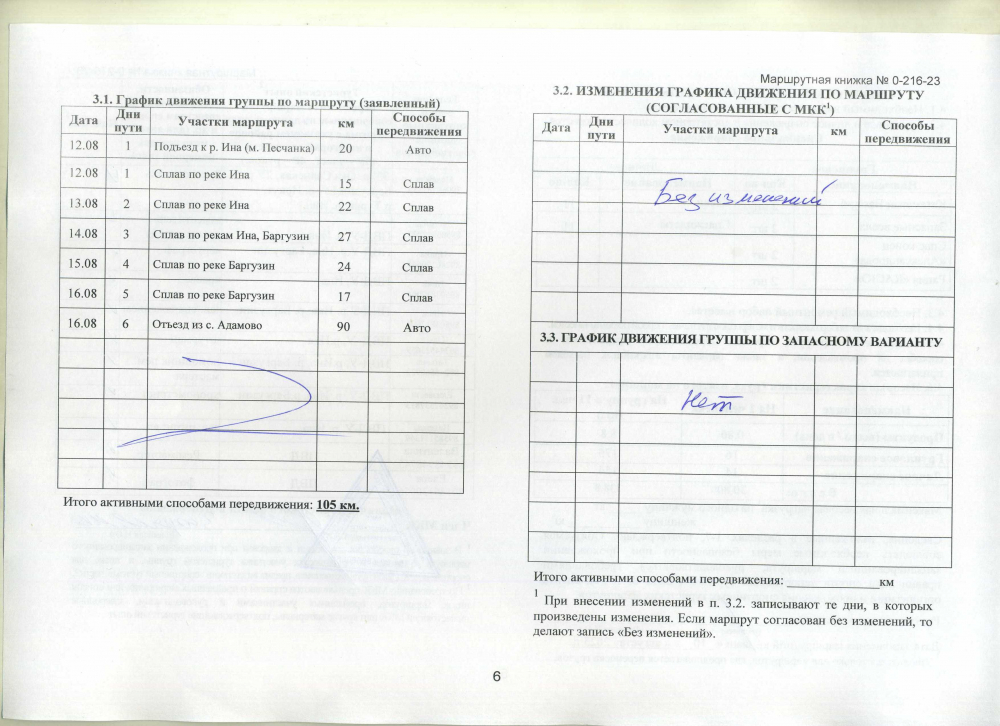 3.1. График движения группы по маршруту (заявленный)
Дата Дни пути Участки маршрута км Способы передвижения
12.08 1 Подъезд к р. Ина (м. Песчанка) 20 Авто
12.08 1 Сплав по реке Ина 15 Сплав
13.08 2 Сплав по реке Ина 22 Сплав
14.08 3 Сплав по рекам Ина, Баргузин 27 Сплав
15.08 4 Сплав по реке Баргузин 24 Сплав
16.08 5 Сплав по реке Баргузин 17 Сплав
16.08 6 Отъезд из с. Адамово 90 Авто
Итого активными способами передвижения: 105 км.
Маршрутная книжка № 0-216-23
3.2. ИЗМЕНЕНИЯ ГРАФИКА ДВИЖЕНИЯ ПО МАРШРУТУ
(СОГЛАСОВАННЫЕ С МКК1)
Дата Дни пути Участки маршрута км Способы передвижения
Без изменений
3.3. ГРАФИК ДВИЖЕНИЯ ГРУППЫ ПО ЗАПАСНОМУ ВАРИАНТУ
Нет
Итого активными способами передвижения: ______________км
1 При внесении изменений в п. 3.2. записывают те дни, в которых
произведены изменения. Если маршрут согласован без изменений, то
делают запись «Без изменений».
6